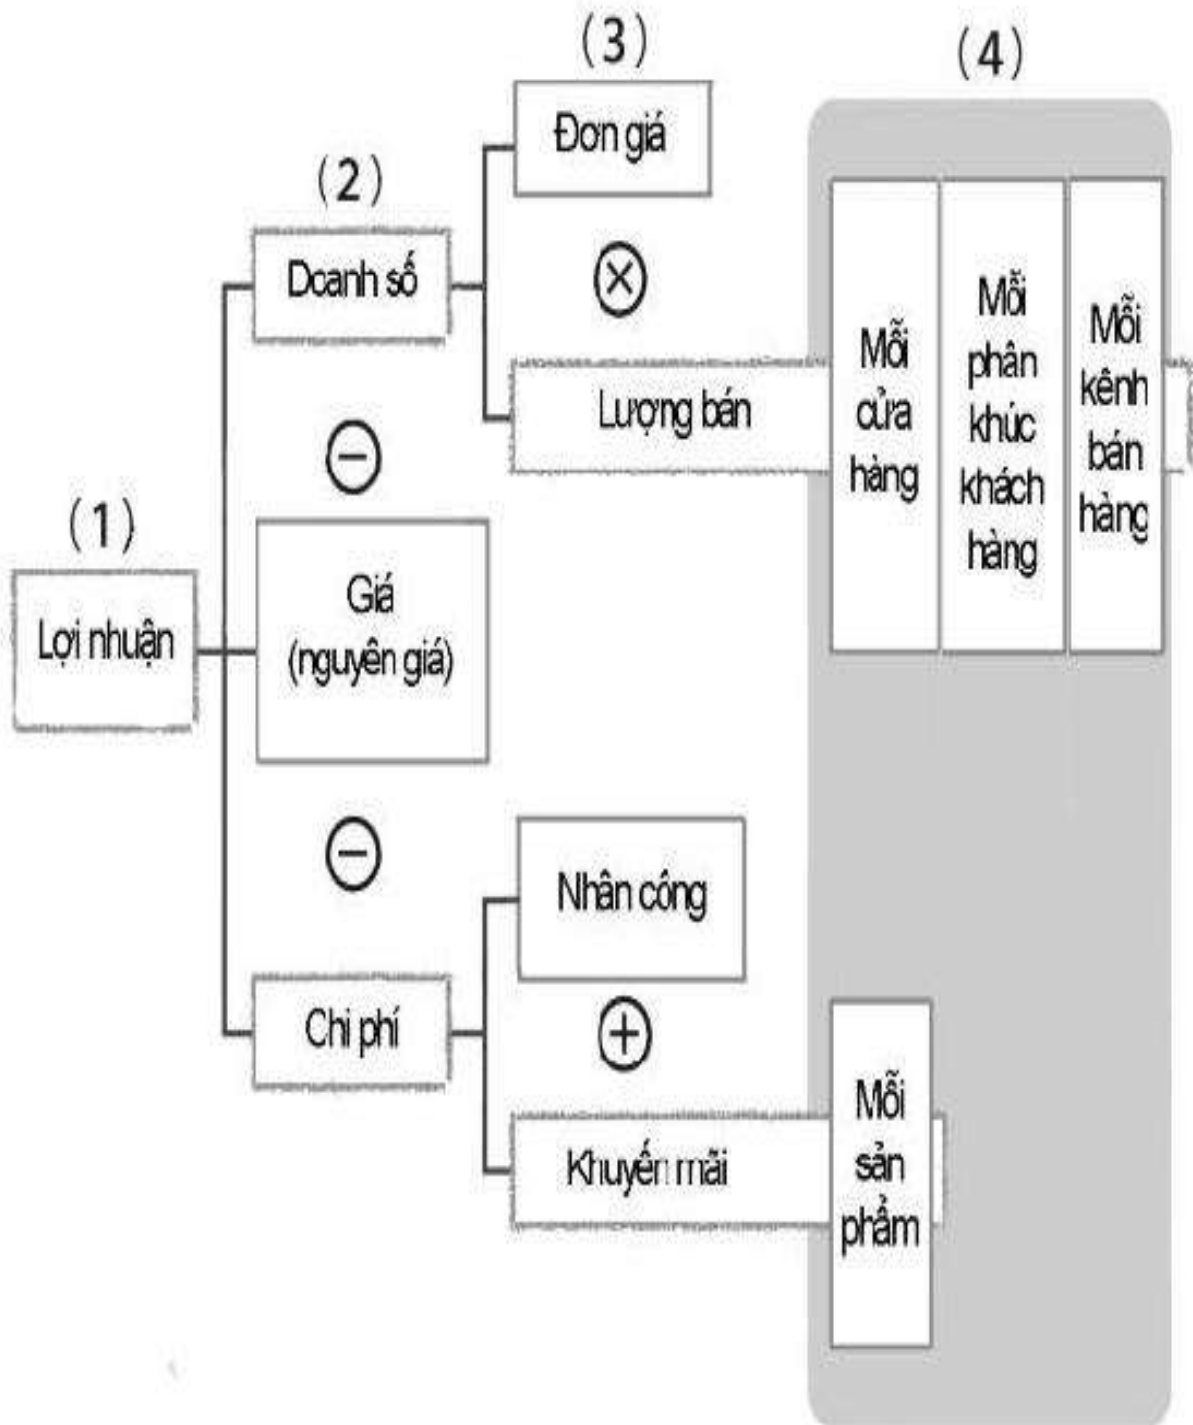 (1)
Lợi nhuận
(2)
Doanh số
−
Giá
(nguyên giá)
−
Chi phí
(3)
Đơn giá
×
Lượng bán
Nhân công
+
Khuyến mãi
(4)
Mỗi
cửa
hàng
Mỗi
phân
khúc
khách
hàng
Mỗi
kênh
bán
hàng
Mỗi
sản
phẩm